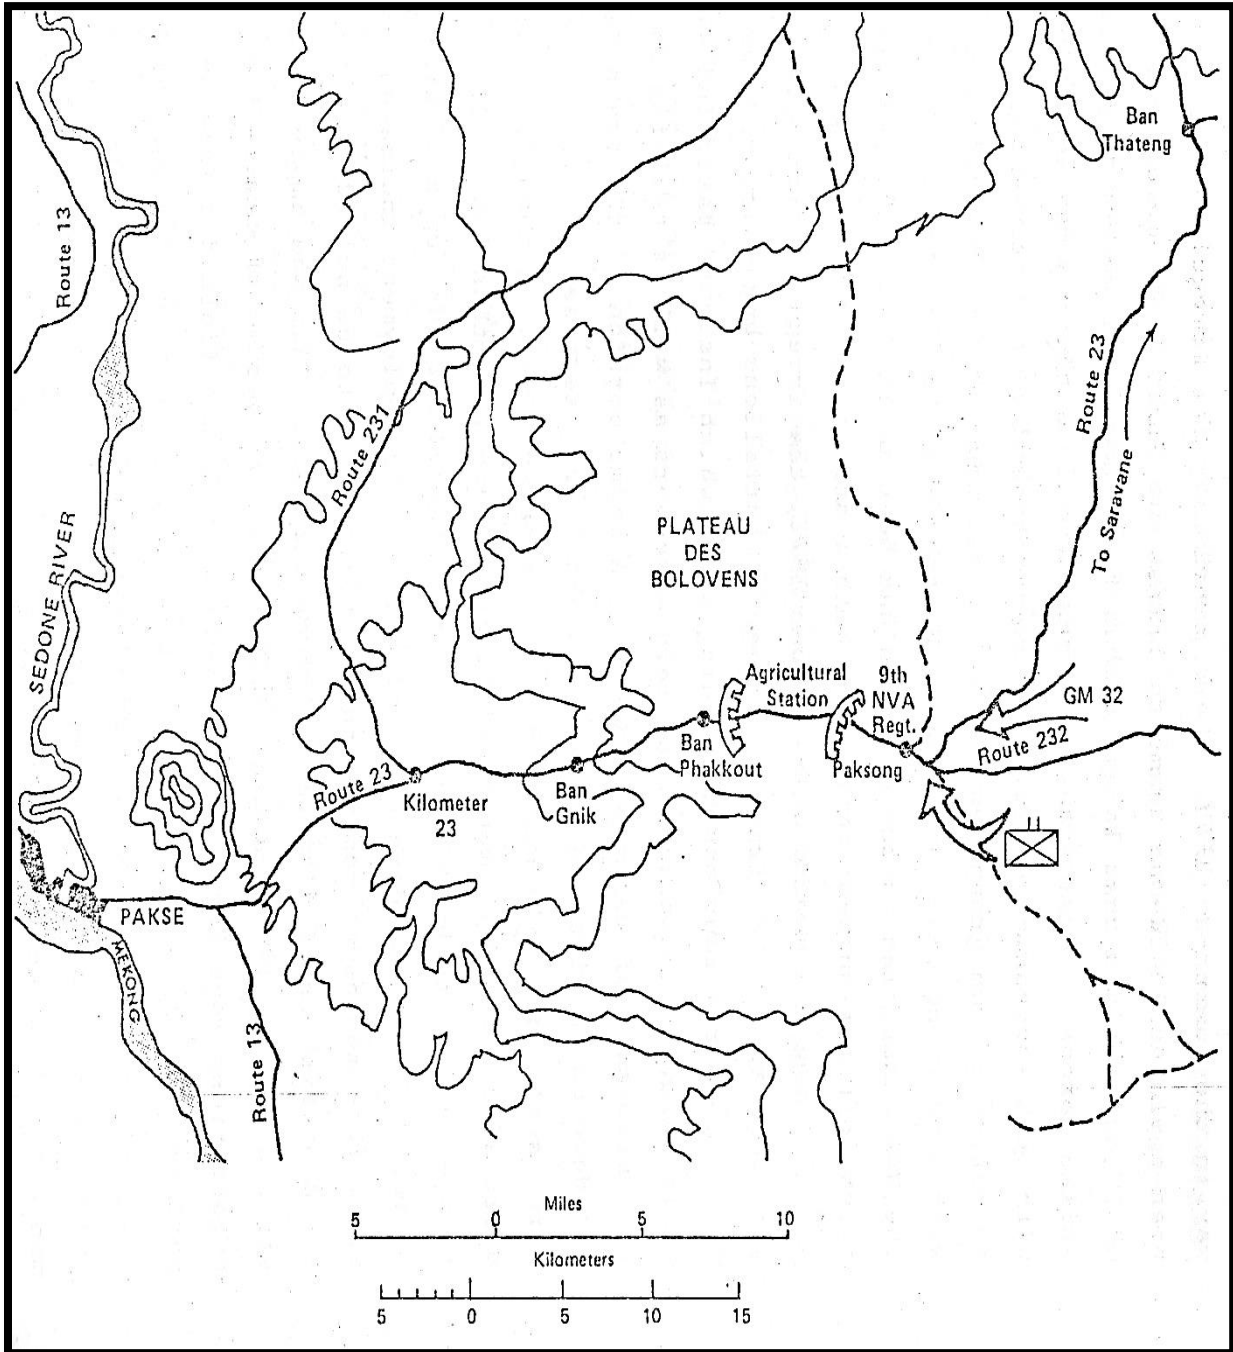 Ban
Thateng
Route 13
Route 23
Route 231
To Saravane
SEDONE RIVER
PLATEAU
DES
BOLOVENS
Agricultural
Station
9th
NVA
Regt.
GM 32
Route 232
Ban
Phakkout
Paksong
Route 23
Kilometer
23
Ban
Gnik
PAKSE
MEKONG
Route 13
Miles
5 0 5 10
Kilometers
5 0 5 10 15